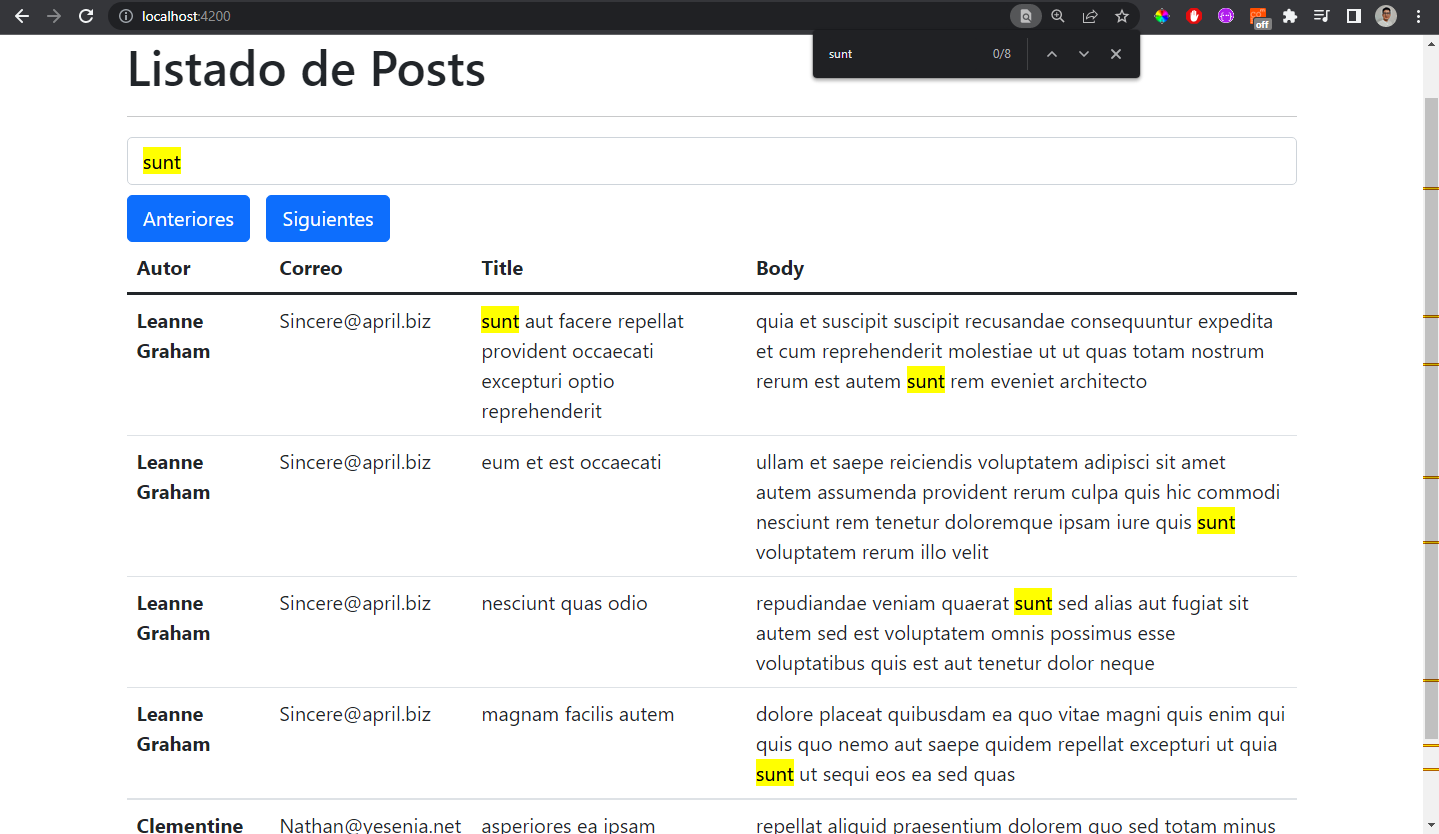 localhost:4200
off
sunt 0/8
Listado de Posts
sunt
Anteriores Siguientes
Autor Correo Title Body
Leanne Graham
Sincere@april.biz
sunt aut facere repellat
provident occaecati
excepturi optio
reprehenderit
quia et suscipit suscipit recusandae consequuntur expedita
et cum reprehenderit molestiae ut ut quas totam nostrum
rerum est autem sunt rem eveniet architecto
Leanne Graham
Sincere@april.biz
eum et est occaecati
ullam et saepe reiciendis voluptatem adipisci sit amet
autem assumenda provident rerum culpa quis hic commodi
nesciunt rem tenetur doloremque ipsam iure quis sunt
voluptatem rerum illo velit
Leanne Graham
Sincere@april.biz
nesciunt quas odio
repudiandae veniam quaerat sunt sed alias aut fugiat sit
autem sed est voluptatem omnis possimus esse
voluptatibus quis est aut tenetur dolor neque
Leanne Graham
Sincere@april.biz
magnam facilis autem
dolore placeat quibusdam ea quo vitae magni quis enim qui
quis quo nemo aut saepe quidem repellat excepturi ut quia
sunt ut sequi eos ea sed quas
Clementine
Nathan@yesenia.net
asperiores ea ipsam
repellat aliquid praesentium dolorem quo sed totam minus